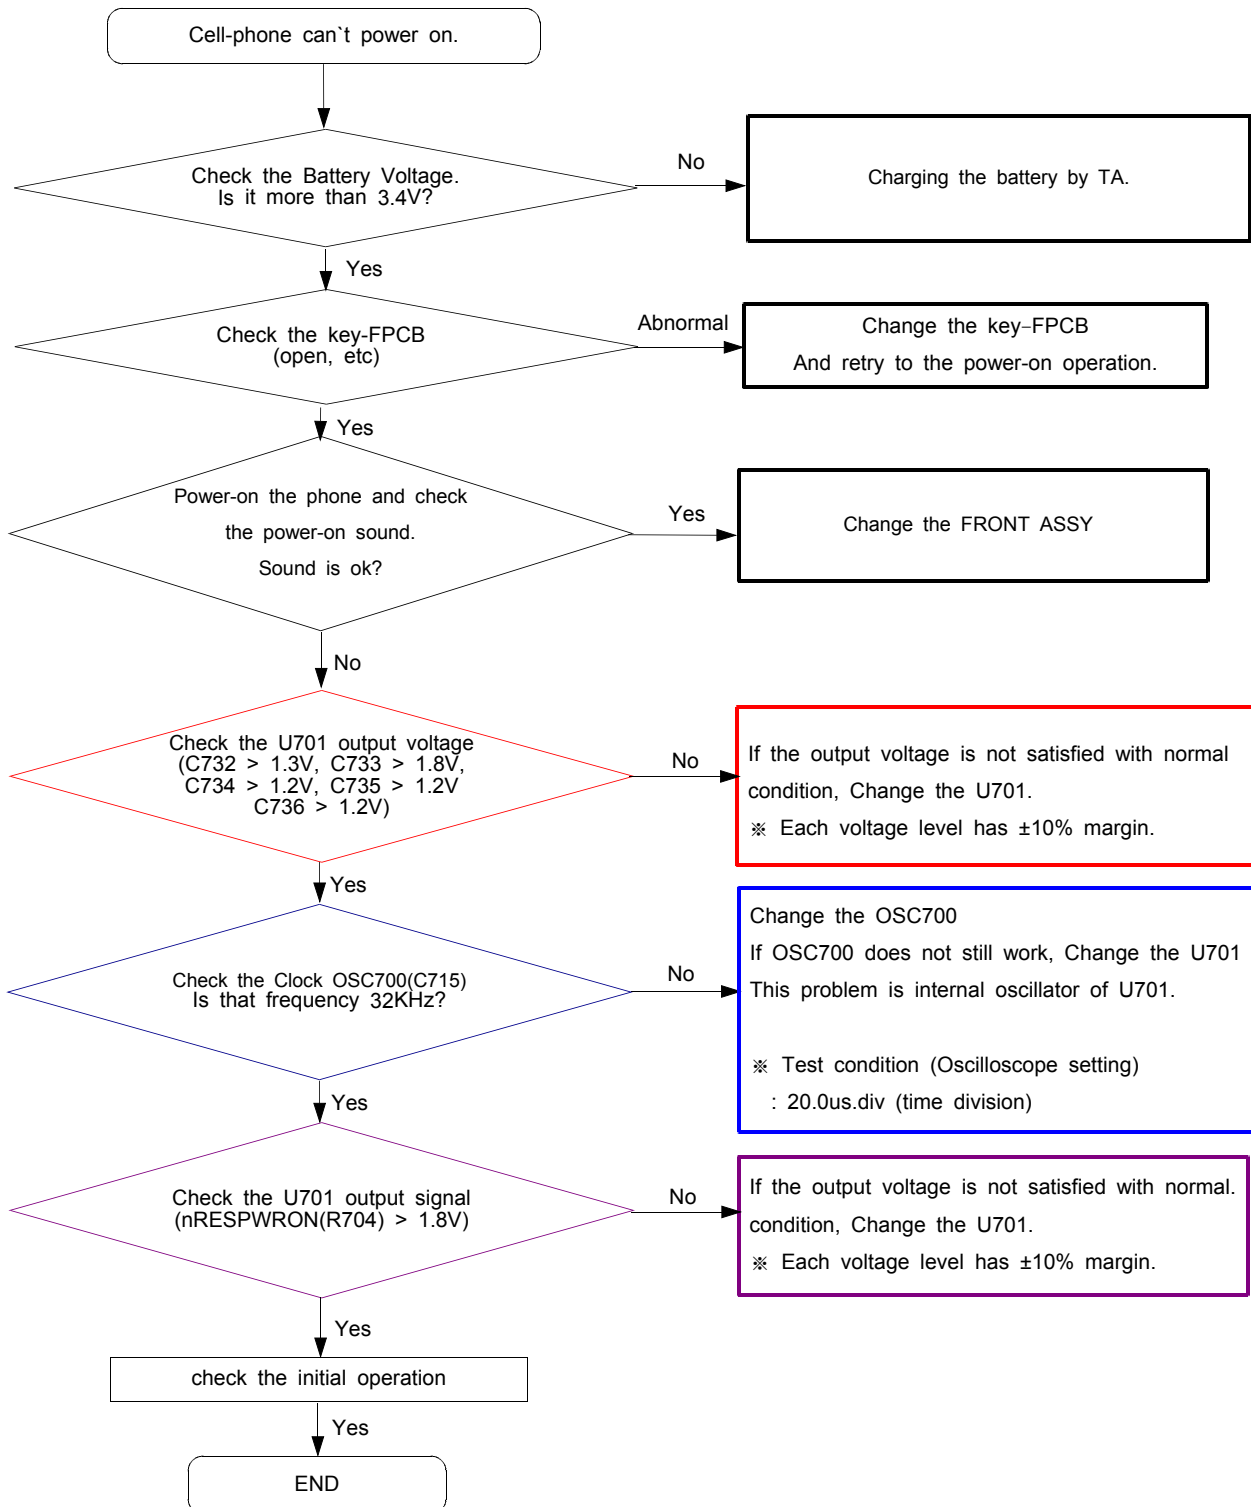 Cell-phone can`t power on.
Check the Battery Voltage.
Is it more than 3.4V?
No
Charging the battery by TA.
Yes
Check the key-FPCB
(open, etc)
Abnormal
Change the key-FPCB
And retry to the power-on operation.
Yes
Power-on the phone and check
the power-on sound.
Sound is ok?
Yes
Change the FRONT ASSY
No
Check the U701 output voltage
(C732 > 1.3V, C733 > 1.8V,
C734 > 1.2V, C735 > 1.2V
C736 > 1.2V)
No
If the output voltage is not satisfied with normal
condition, Change the U701.
※ Each voltage level has ±10% margin.
Yes
Check the Clock OSC700(C715)
Is that frequency 32KHz?
No
Change the OSC700
If OSC700 does not still work, Change the U701
This problem is internal oscillator of U701.
※ Test condition (Oscilloscope setting)
: 20.0us.div (time division)
Yes
Check the U701 output signal
(nRESPWRON(R704) > 1.8V)
No
If the output voltage is not satisfied with normal.
condition, Change the U701.
※ Each voltage level has ±10% margin.
Yes
check the initial operation
Yes
END